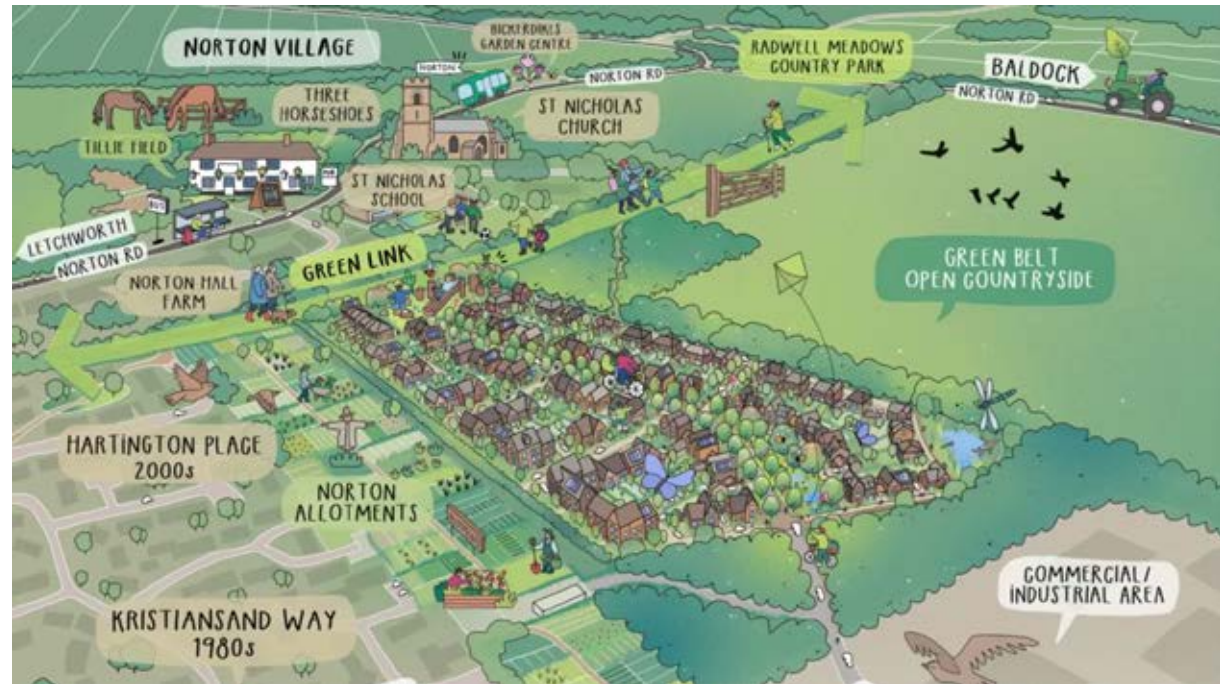 NORTON VILLAGE
BICKERDIKES
GARDEN CENTRE
NORTON
NORTON RD
RADWELL MEADOWS
COUNTRY PARK
BALDOCK
NORTON RD
THREE
HORSESHOES
ST NICHOLAS
CHURCH
TILLIE FIELD
PUB
ST NICHOLAS
SCHOOL
BUS
LETCHWORTH
NORTON RD
GREEN LINK
NORTON HALL
FARM
GREEN BELT
OPEN COUNTRYSIDE
HARTINGTON PLACE
2000s
NORTON
ALLOTMENTS
COMMERCIAL/
INDUSTRIAL AREA
KRISTIANSAND WAY
1980s